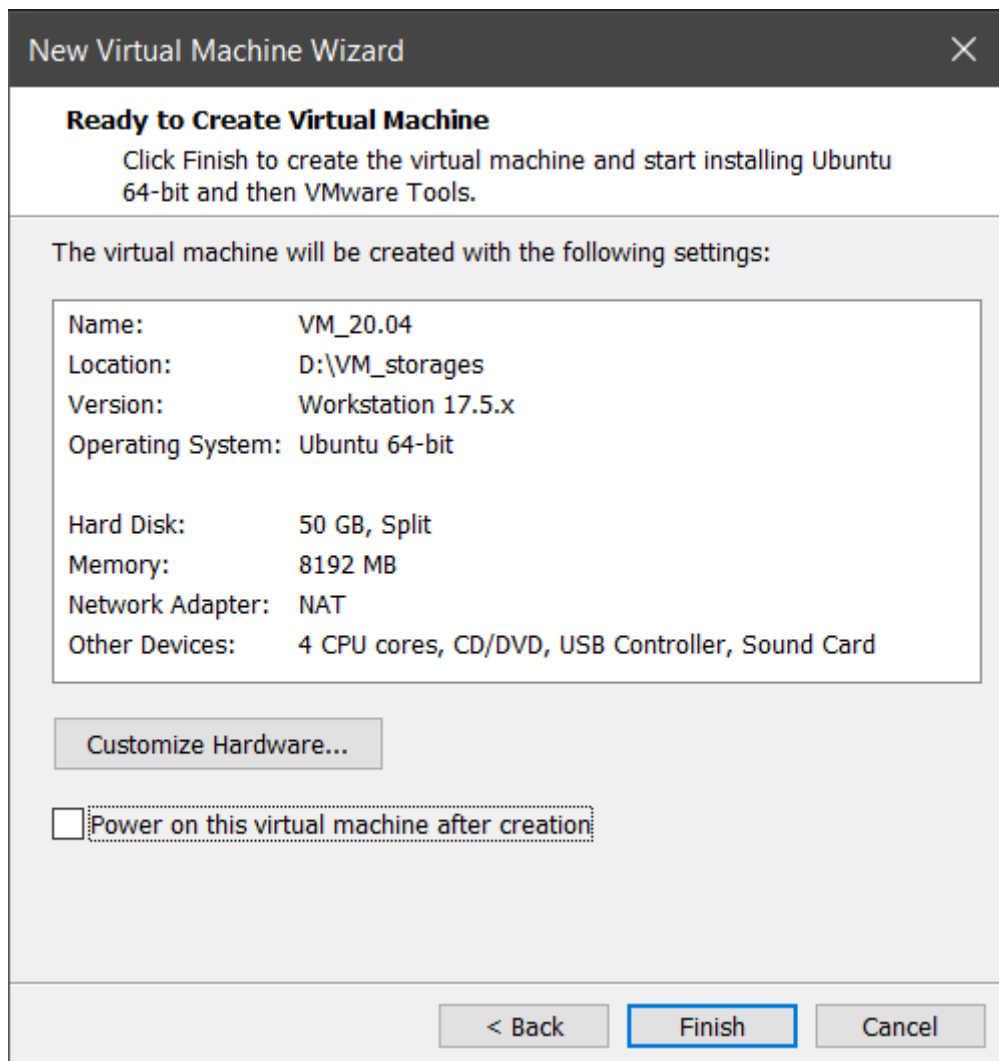 New Virtual Machine Wizard
Ready to Create Virtual Machine
Click Finish to create the virtual machine and start installing Ubuntu
64-bit and then VMware Tools.
The virtual machine will be created with the following settings:
Name: VM_20.04
Location: D:\VM_storages
Version: Workstation 17.5.x
Operating System: Ubuntu 64-bit
Hard Disk: 50 GB, Split
Memory: 8192 MB
Network Adapter: NAT
Other Devices: 4 CPU cores, CD/DVD, USB Controller, Sound Card
Customize Hardware...
Power on this virtual machine after creation
< Back Finish Cancel